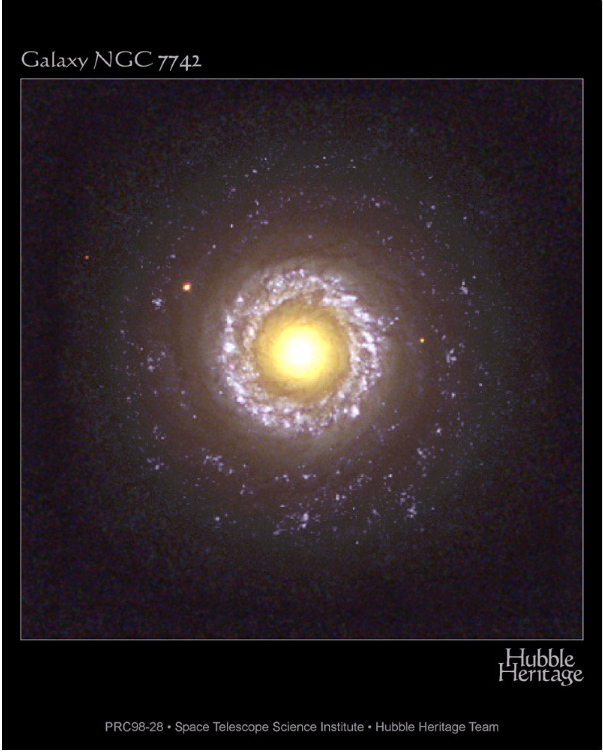 Galaxy NGC 7742
Hubble
Heritage
PRC98-28 • Space Telescope Science Institute • Hubble Heritage Team